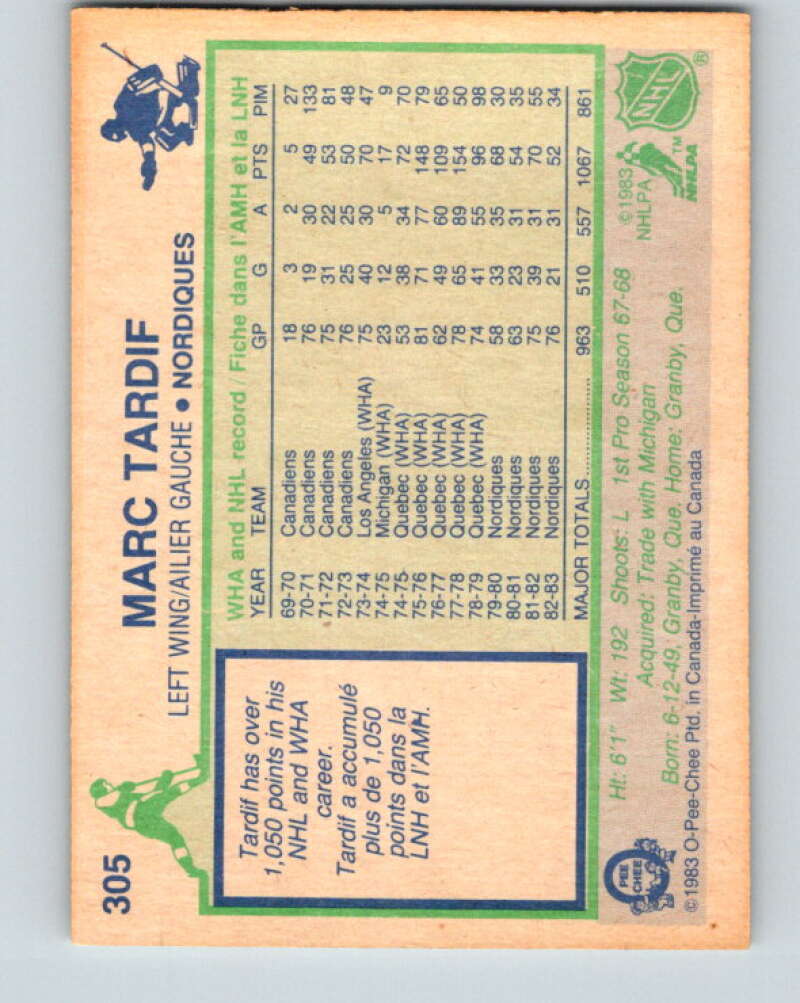 305
MARC TARDIF
LEFT WING/AILIER GAUCHE • NORDIQUES
Tardif has over
1,050 points in his
NHL and WHA
career.
Tardif a accumulé
plus de 1,050
points dans la
LNH et l'AMH.
WHA and NHL record / Fiche dans l'AMH et la LNH
YEAR TEAM GP G A PTS PIM
69-70 Canadiens 18 3 2 5 27
70-71 Canadiens 76 19 30 49 133
71-72 Canadiens 75 31 22 53 81
72-73 Canadiens 76 25 25 50 48
73-74 Los Angeles (WHA) 75 40 30 70 47
74-75 Michigan (WHA) 23 12 5 17 9
74-75 Quebec (WHA) 53 38 34 72 70
75-76 Quebec (WHA) 81 71 77 148 79
76-77 Quebec (WHA) 62 49 60 109 65
77-78 Quebec (WHA) 78 65 89 154 50
78-79 Quebec (WHA) 74 41 55 96 98
79-80 Nordiques 58 33 35 68 30
80-81 Nordiques 63 23 31 54 35
81-82 Nordiques 75 39 31 70 55
82-83 Nordiques 76 21 31 52 34
MAJOR TOTALS.................... 963 510 557 1067 861
Ht: 6'1" Wt: 192 Shoots: L 1st Pro Season 67-68
Acquired: Trade with Michigan
Born: 6-12-49, Granby, Que. Home: Granby, Que.
©1983 O-Pee-Chee Ptd. in Canada-Imprimé au Canada
O
PEE
CHEE
©1983
NHLPA
NHL ®
NHLPA TM